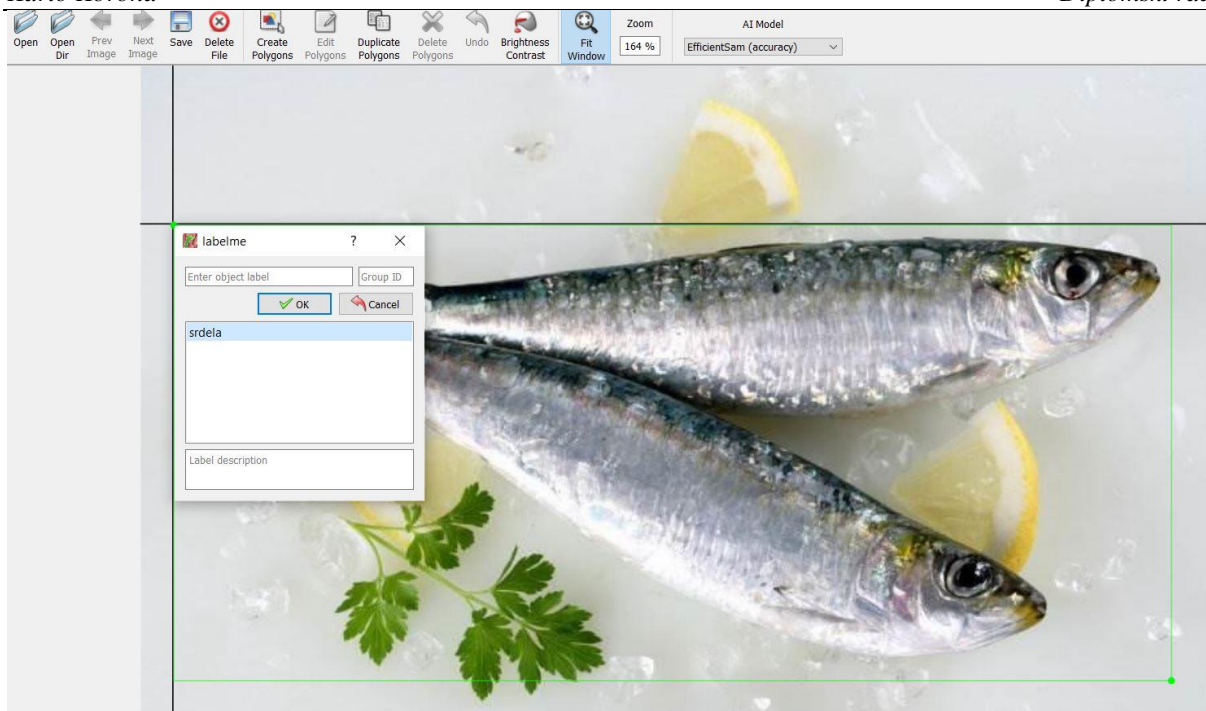 Open Open Dir Prev Image Next Image Save Delete File Create Polygons Edit Polygons Duplicate Polygons Delete Polygons Undo Brightness Contrast Fit Window Zoom 164 % AI Model EfficientSam (accuracy)
labelme ?
Enter object label Group ID
OK Cancel
srdela
Label description